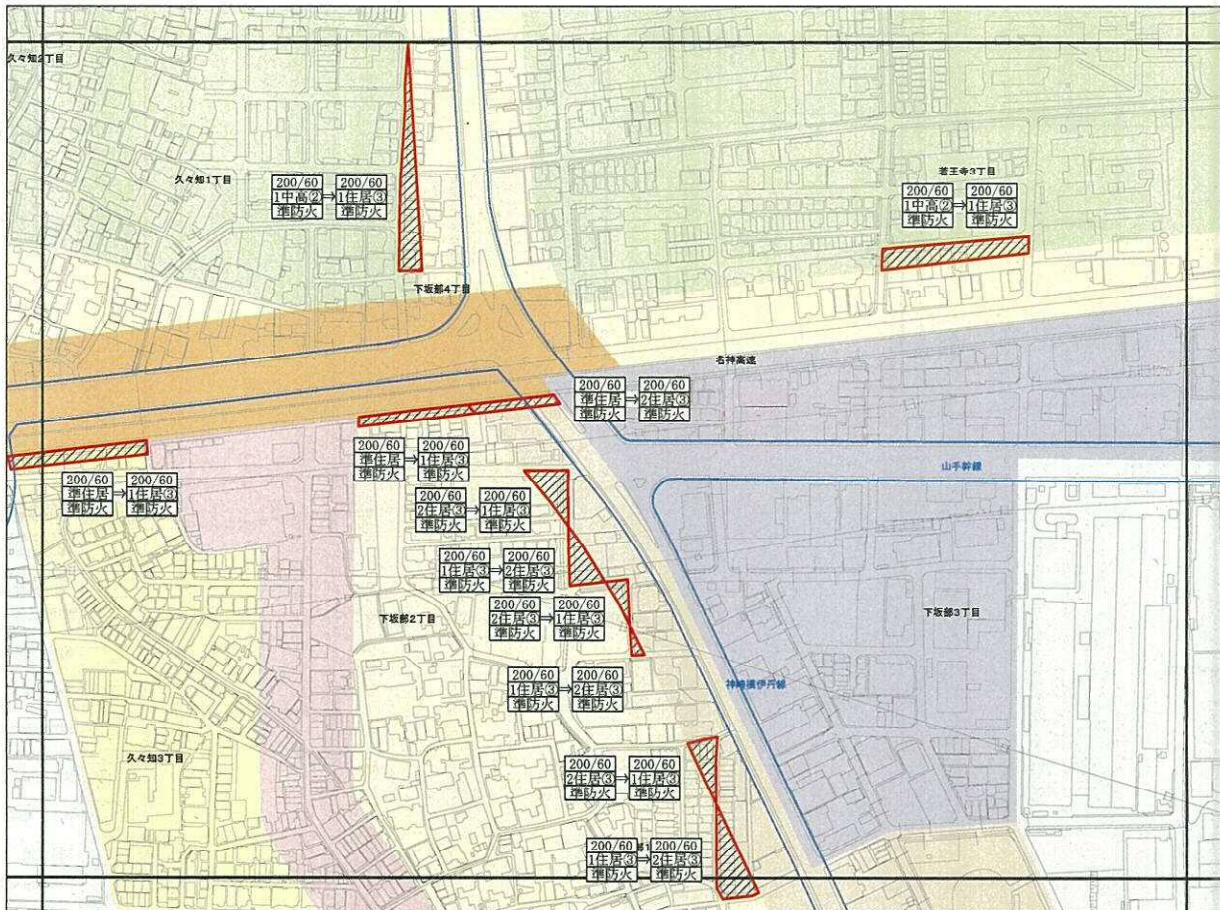 久々知2丁目
久々知1丁目
200/60 200/60
1中高② ⇒ 1住居③
準防火 準防火
若王寺3丁目
200/60 200/60
1中高② ⇒ 1住居③
準防火 準防火
下坂部4丁目
名神高速
200/60 200/60
準住居 ⇒ 2住居③
準防火 準防火
200/60 200/60
準住居 ⇒ 1住居③
準防火 準防火
山手幹線
200/60 200/60
準住居 ⇒ 1住居③
準防火 準防火
200/60 200/60
2住居③ ⇒ 1住居③
準防火 準防火
200/60 200/60
1住居③ ⇒ 2住居③
準防火 準防火
200/60 200/60
2住居③ ⇒ 1住居③
準防火 準防火
下坂部2丁目
下坂部3丁目
200/60 200/60
1住居③ ⇒ 2住居③
準防火 準防火
神崎橋伊丹線
久々知3丁目
200/60 200/60
2住居③ ⇒ 1住居③
準防火 準防火
200/60 200/60
1住居③ ⇒ 2住居③
準防火 準防火